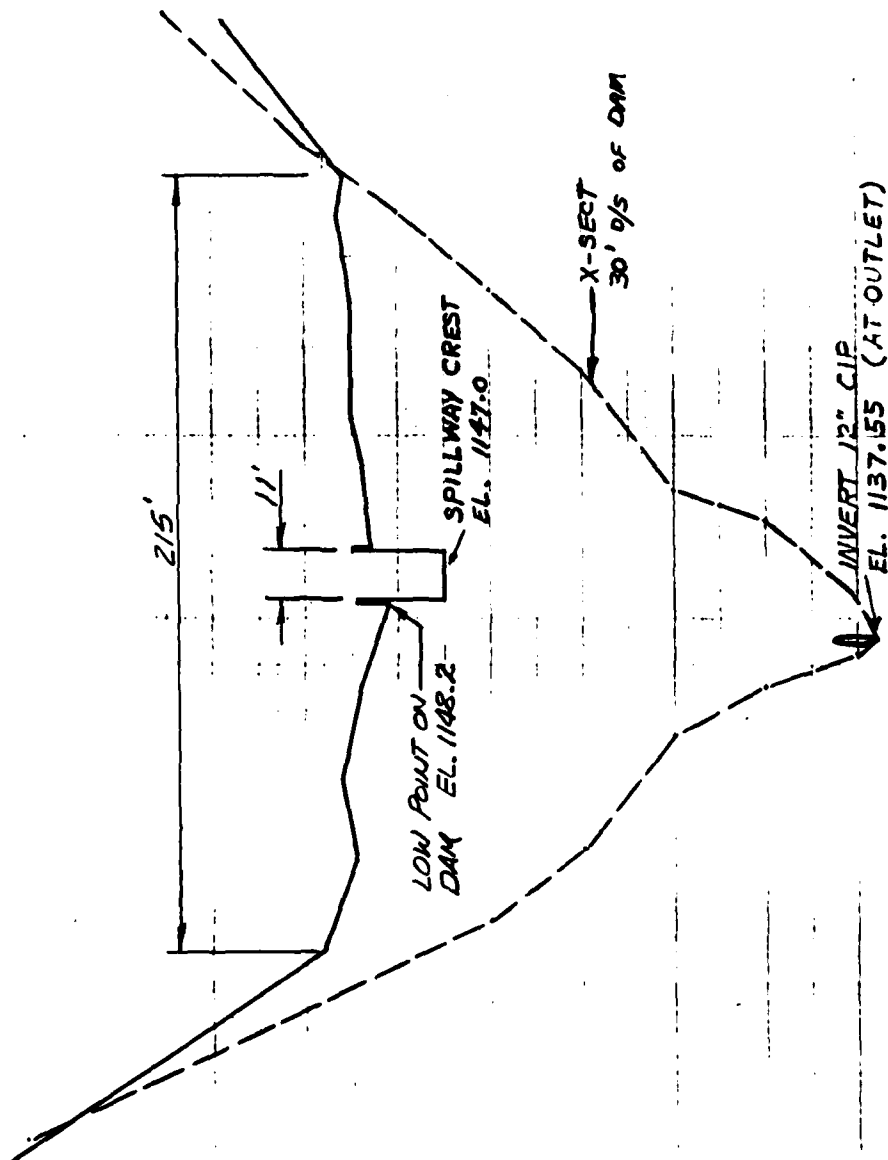 215'
11'
SPILLWAY CREST
EL. 1147.0
LOW POINT ON
DAM EL. 1148.2
X-SECT
30' D/S OF DAM
INVERT 12" CIP
EL. 1137.55 (AT OUTLET)